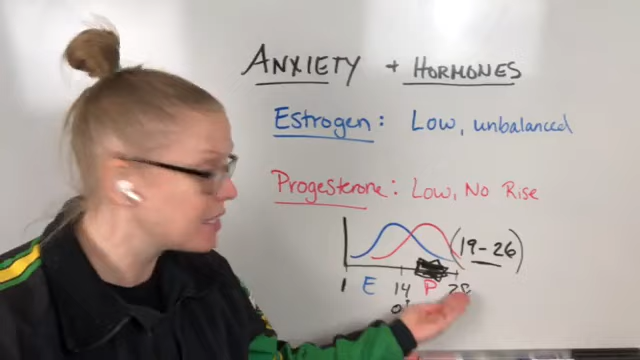 ANXIETY + HORMONES
Estrogen: Low, unbalanced
Progesterone: Low, No Rise
(19-26)
1 E 14 P 28